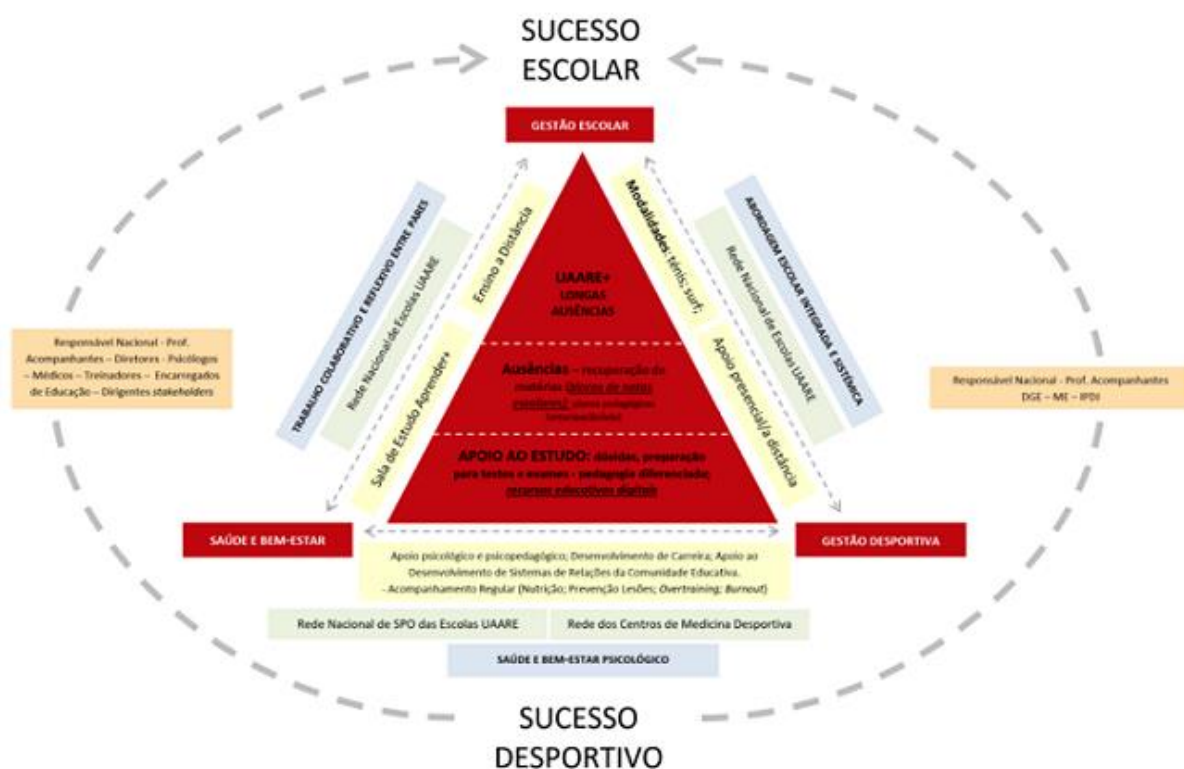 SUCESSO
ESCOLAR
GESTÃO ESCOLAR
TRABALHO COLABORATIVO E REFLEXIVO ENTRE PARES
Rede Nacional de Escolas UAARE
Ensino a Distância
Sala de Estudo Aprender+
Modalidades: ténis; surf;
Apoio presencial/a distância
Rede Nacional de Escolas UAARE
ABORDAGEM ESCOLAR INTEGRADA E SISTÉMICA
UAARE+
LONGAS
AUSÊNCIAS
Ausências – recuperação de
matérias
APOIO AO ESTUDO: dúvidas, preparação
para testes e exames - pedagogia diferenciada;
recursos educativos digitais
Responsável Nacional - Prof.
Acompanhantes – Diretores - Psicólogos
– Médicos – Treinadores – Encarregados
de Educação – Dirigentes stakeholders
Responsável Nacional - Prof. Acompanhantes
DGE – ME – IPDJ
SAÚDE E BEM-ESTAR
GESTÃO DESPORTIVA
Apoio psicológico e psicopedagógico; Desenvolvimento de Carreira; Apoio ao
Desenvolvimento de Sistemas de Relações da Comunidade Educativa.
- Acompanhamento Regular (Nutrição; Prevenção Lesões; Overtraining; Burnout)
Rede Nacional de SPO das Escolas UAARE
Rede dos Centros de Medicina Desportiva
SAÚDE E BEM-ESTAR PSICOLÓGICO
SUCESSO
DESPORTIVO